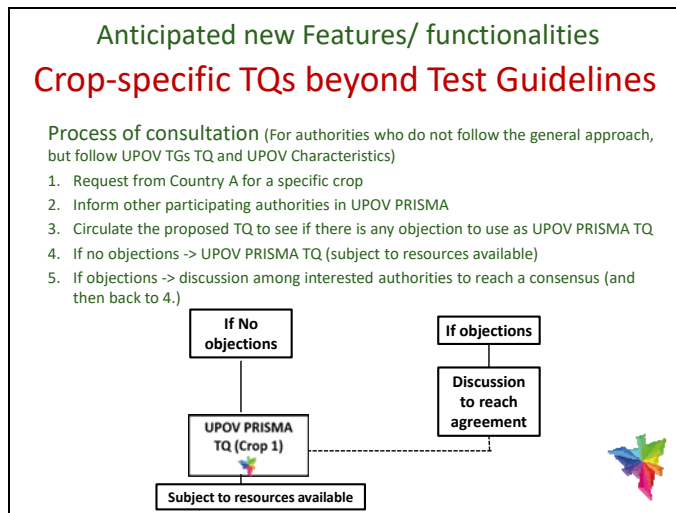 Anticipated new Features/ functionalities
Crop-specific TQs beyond Test Guidelines
Process of consultation (For authorities who do not follow the general approach,
but follow UPOV TGs TQ and UPOV Characteristics)
1. Request from Country A for a specific crop
2. Inform other participating authorities in UPOV PRISMA
3. Circulate the proposed TQ to see if there is any objection to use as UPOV PRISMA TQ
4. If no objections -> UPOV PRISMA TQ (subject to resources available)
5. If objections -> discussion among interested authorities to reach a consensus (and
then back to 4.)
If No
objections
If objections
Discussion
to reach
agreement
UPOV PRISMA
TQ (Crop 1)
Subject to resources available